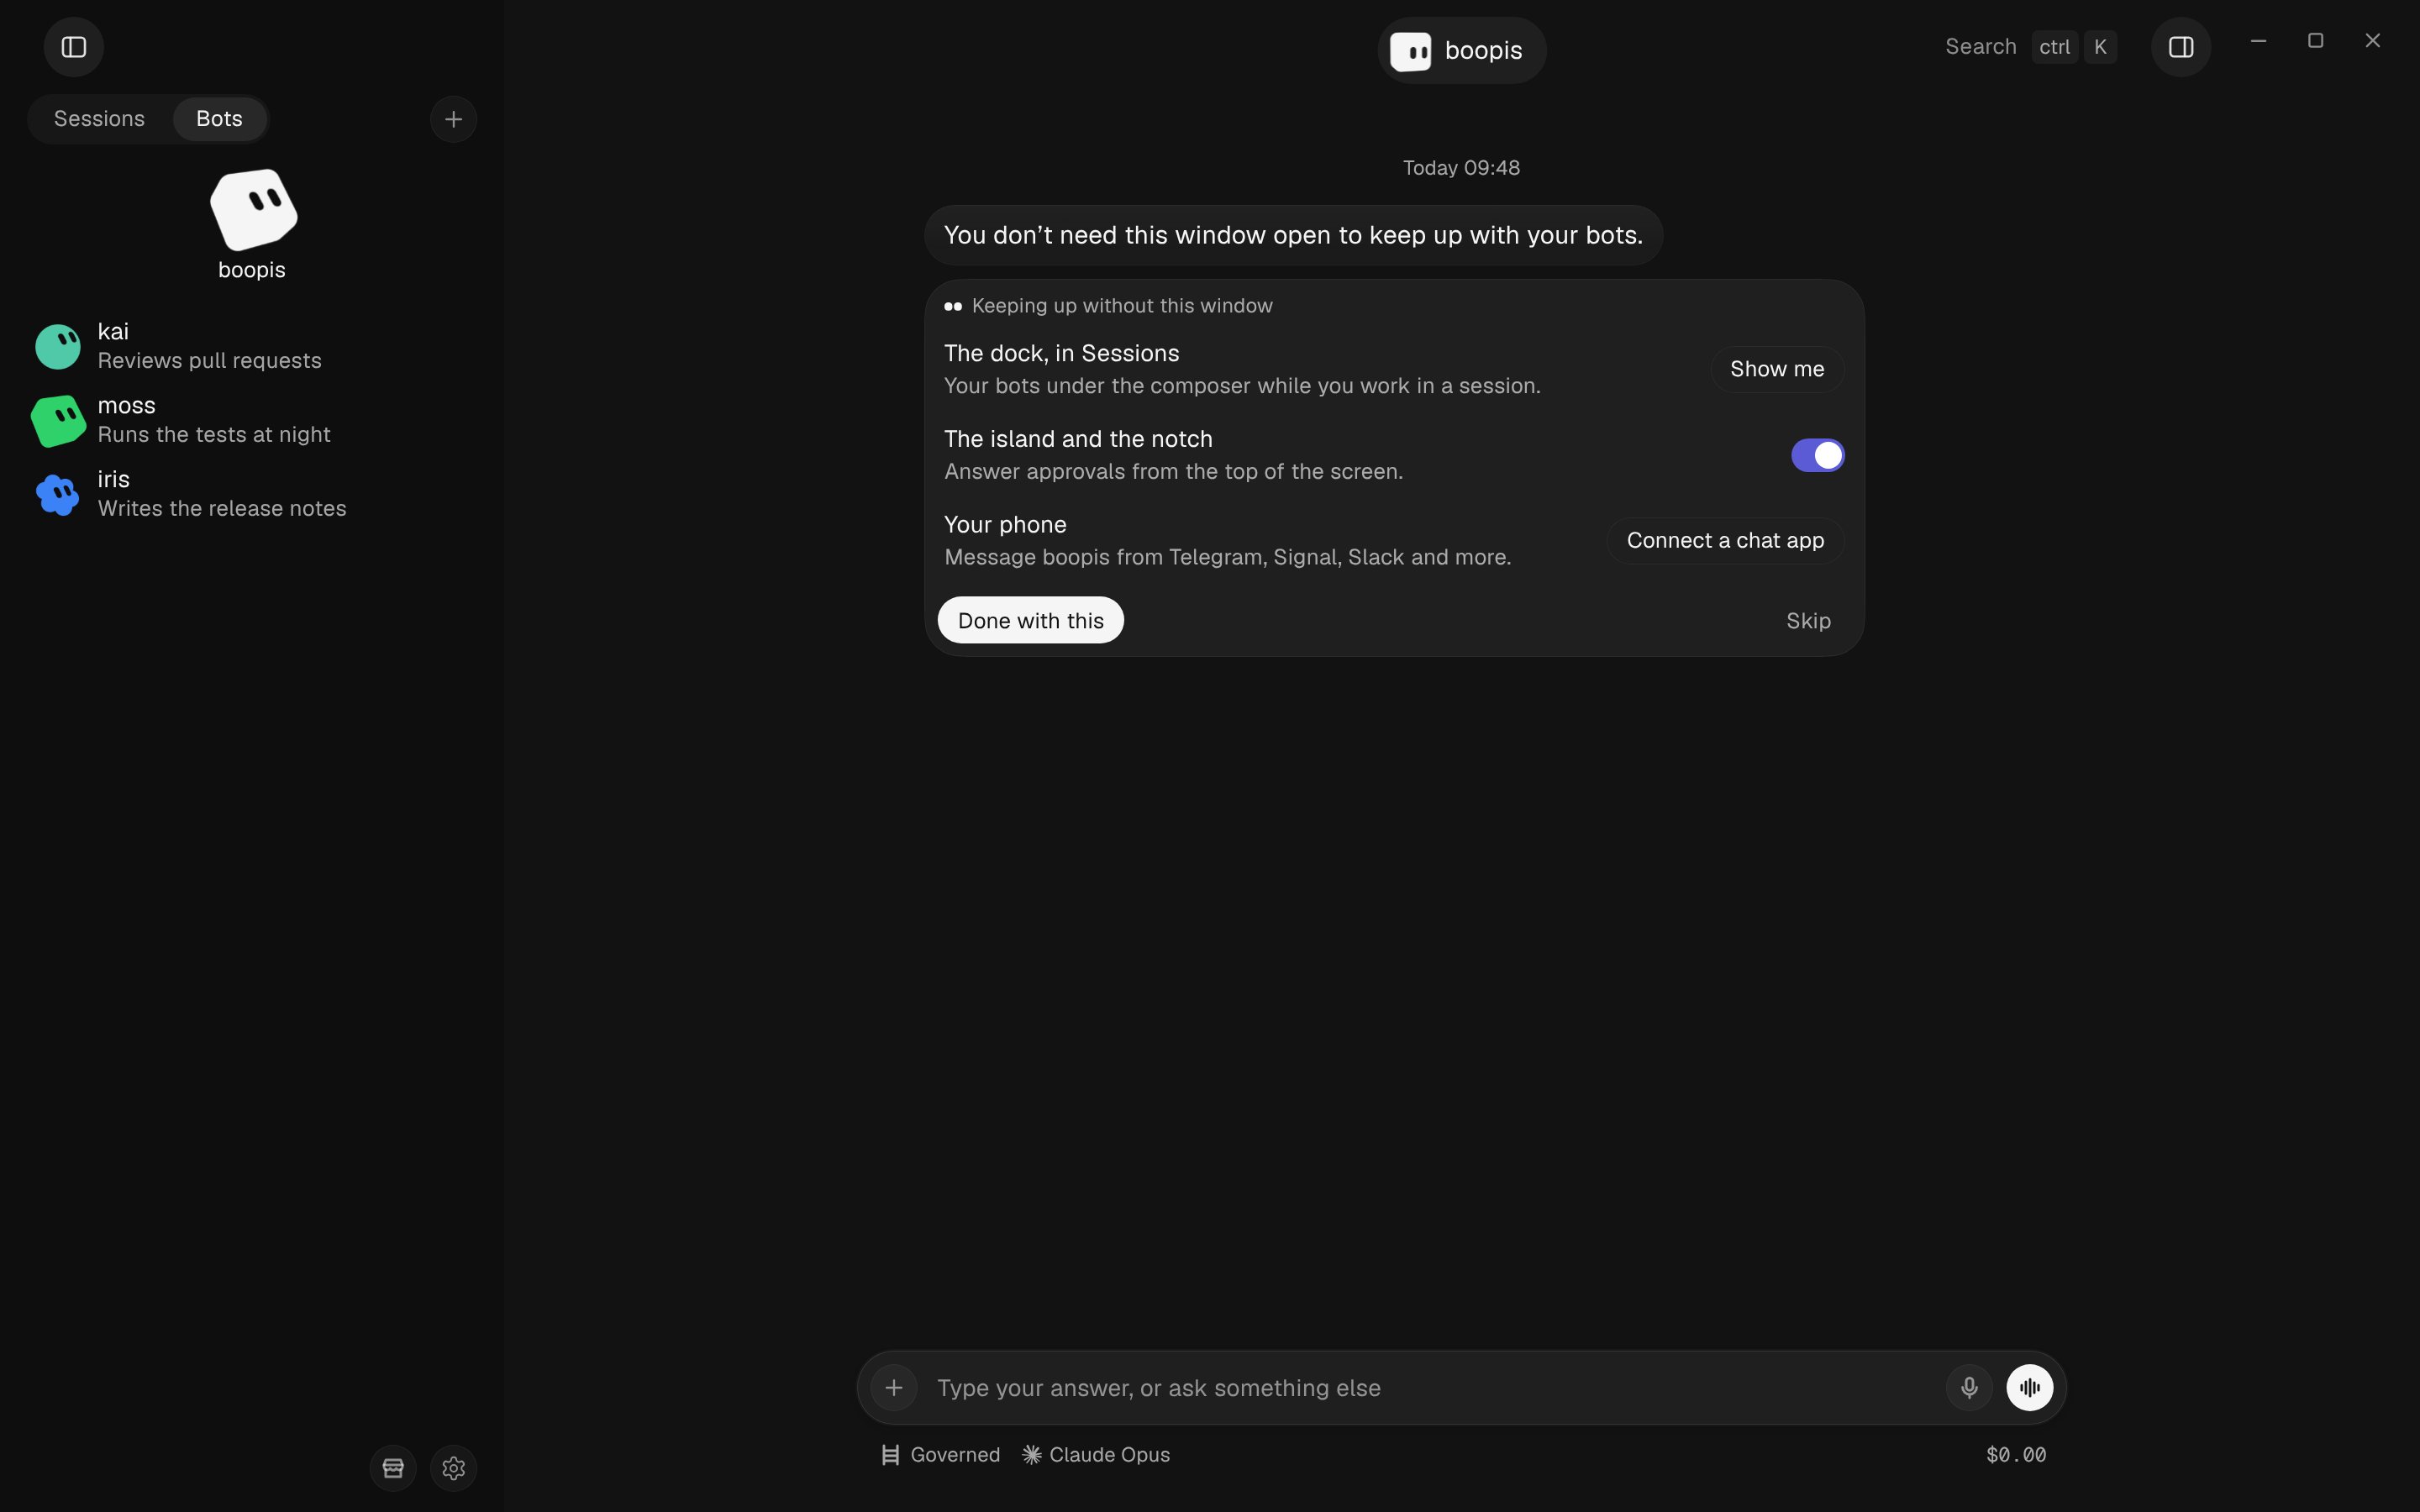 boopis
Search ctrl K
Sessions Bots
boopis
kai
Reviews pull requests
moss
Runs the tests at night
iris
Writes the release notes
Today 09:48
You don’t need this window open to keep up with your bots.
Keeping up without this window
The dock, in Sessions
Your bots under the composer while you work in a session.
Show me
The island and the notch
Answer approvals from the top of the screen.
Your phone
Message boopis from Telegram, Signal, Slack and more.
Connect a chat app
Done with this
Skip
Type your answer, or ask something else
Governed Claude Opus
$0.00